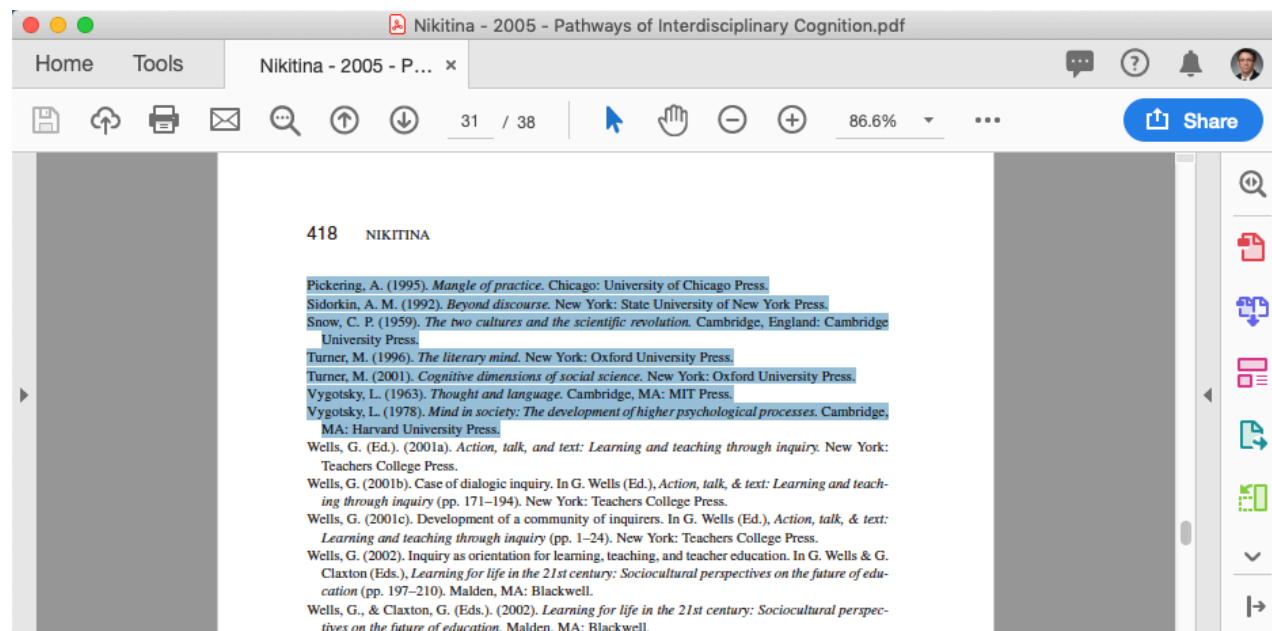 Nikitina - 2005 - Pathways of Interdisciplinary Cognition.pdf
Home Tools Nikitina - 2005 - P... ×
31 / 38 86.6% Share
418 NIKITINA
Pickering, A. (1995). Mangle of practice. Chicago: University of Chicago Press.
Sidorkin, A. M. (1992). Beyond discourse. New York: State University of New York Press.
Snow, C. P. (1959). The two cultures and the scientific revolution. Cambridge, England: Cambridge
University Press.
Turner, M. (1996). The literary mind. New York: Oxford University Press.
Turner, M. (2001). Cognitive dimensions of social science. New York: Oxford University Press.
Vygotsky, L. (1963). Thought and language. Cambridge, MA: MIT Press.
Vygotsky, L. (1978). Mind in society: The development of higher psychological processes. Cambridge,
MA: Harvard University Press.
Wells, G. (Ed.). (2001a). Action, talk, and text: Learning and teaching through inquiry. New York:
Teachers College Press.
Wells, G. (2001b). Case of dialogic inquiry. In G. Wells (Ed.), Action, talk, & text: Learning and teach-
ing through inquiry (pp. 171–194). New York: Teachers College Press.
Wells, G. (2001c). Development of a community of inquirers. In G. Wells (Ed.), Action, talk, & text:
Learning and teaching through inquiry (pp. 1–24). New York: Teachers College Press.
Wells, G. (2002). Inquiry as orientation for learning, teaching, and teacher education. In G. Wells & G.
Claxton (Eds.), Learning for life in the 21st century: Sociocultural perspectives on the future of edu-
cation (pp. 197–210). Malden, MA: Blackwell.
Wells, G., & Claxton, G. (Eds.). (2002). Learning for life in the 21st century: Sociocultural perspec-
tives on the future of education. Malden, MA: Blackwell.